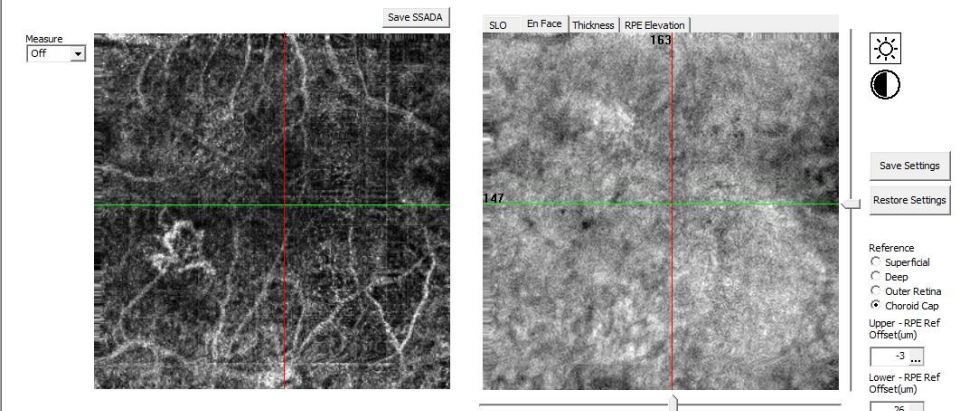 Save SSADA
Measure
Off
SLO
En Face
Thickness
RPE Elevation
163
147
Save Settings
Restore Settings
Reference
Superficial
Deep
Outer Retina
Choroid Cap
Upper - RPE Ref
Offset(um)
-3 ...
Lower - RPE Ref
Offset(um)
26